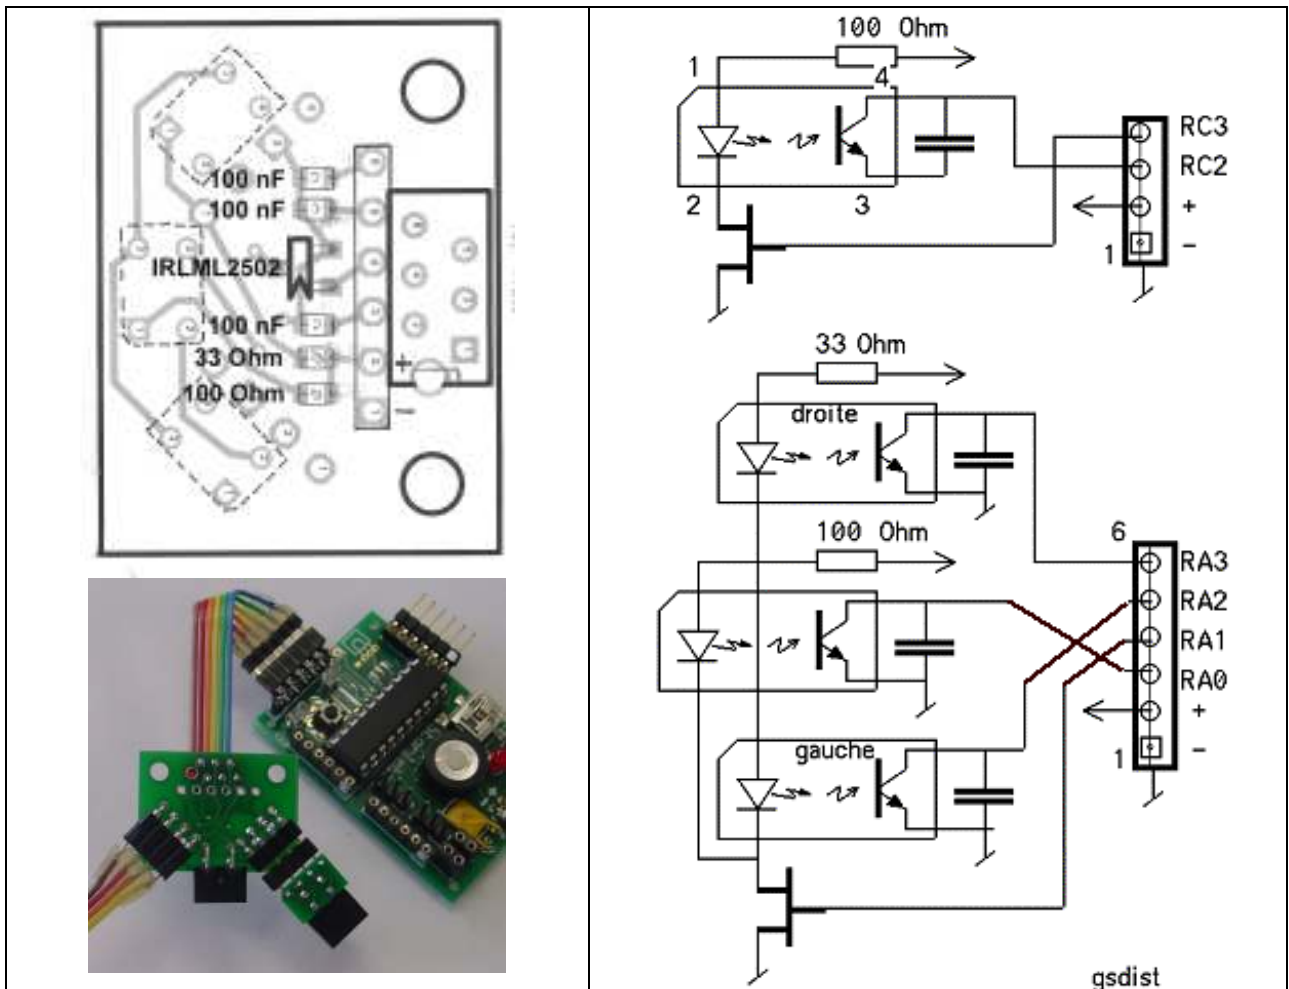 100 nF
100 nF
IRLML2502
100 nF
33 Ohm
+
100 Ohm
−
100 Ohm
1
4
2
3
RC3
RC2
+
1
−
33 Ohm
droite
100 Ohm
gauche
6
RA3
RA2
RA1
RA0
+
1
−
gsdist